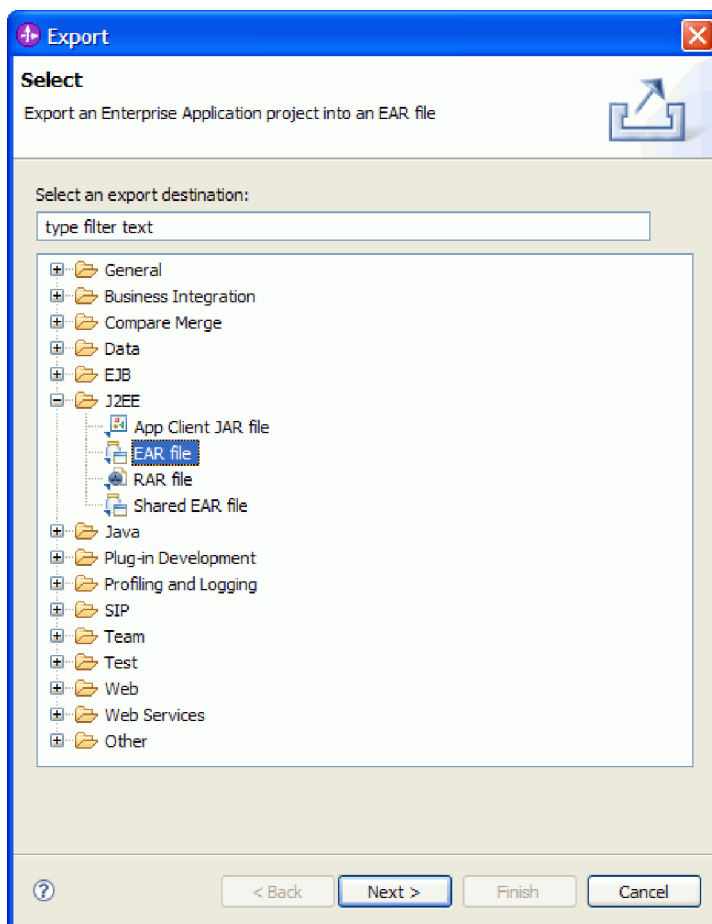 Export
Select
Export an Enterprise Application project into an EAR file
Select an export destination:
type filter text
General
Business Integration
Compare Merge
Data
EJB
J2EE
App Client JAR file
EAR file
RAR file
Shared EAR file
Java
Plug-in Development
Profiling and Logging
SIP
Team
Test
Web
Web Services
Other
? < Back Next > Finish Cancel